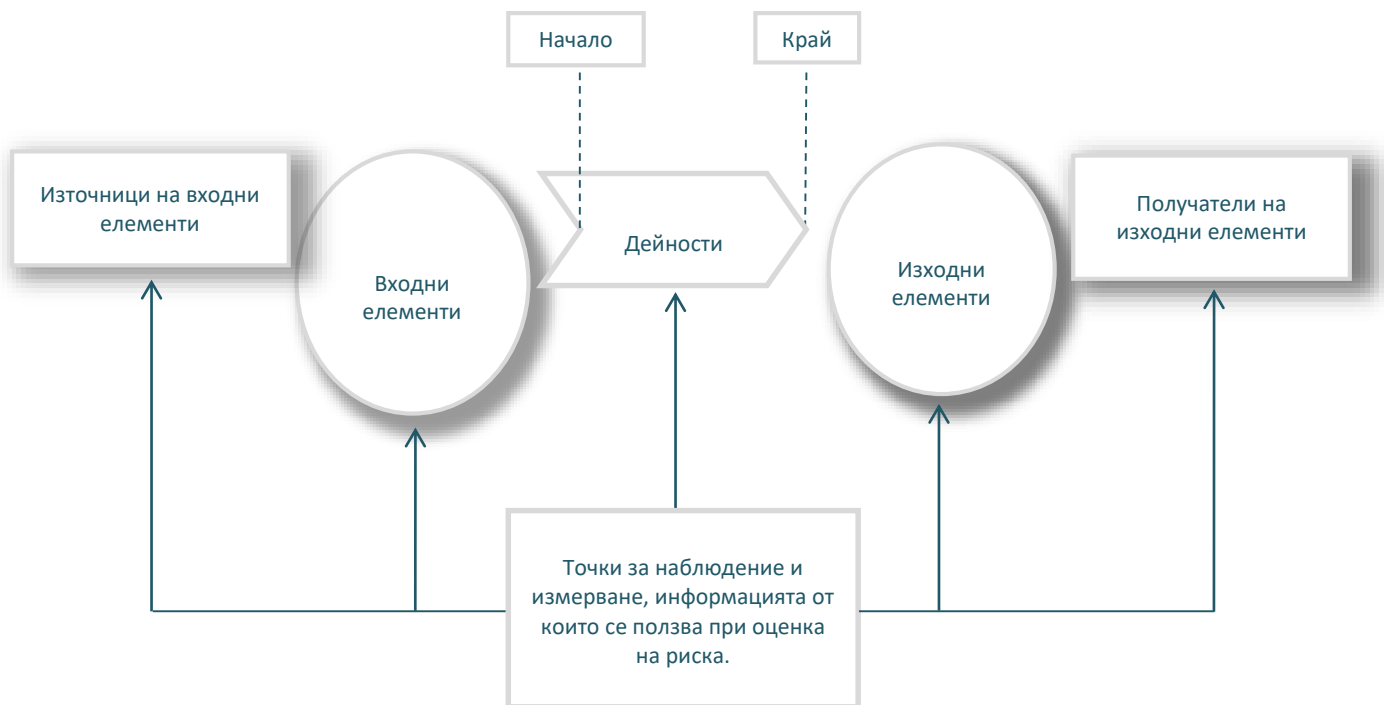 Начало
Край
Източници на входни
елементи
Входни
елементи
Дейности
Изходни
елементи
Получатели на
изходни елементи
Точки за наблюдение и
измерване, информацията от
които се ползва при оценка
на риска.